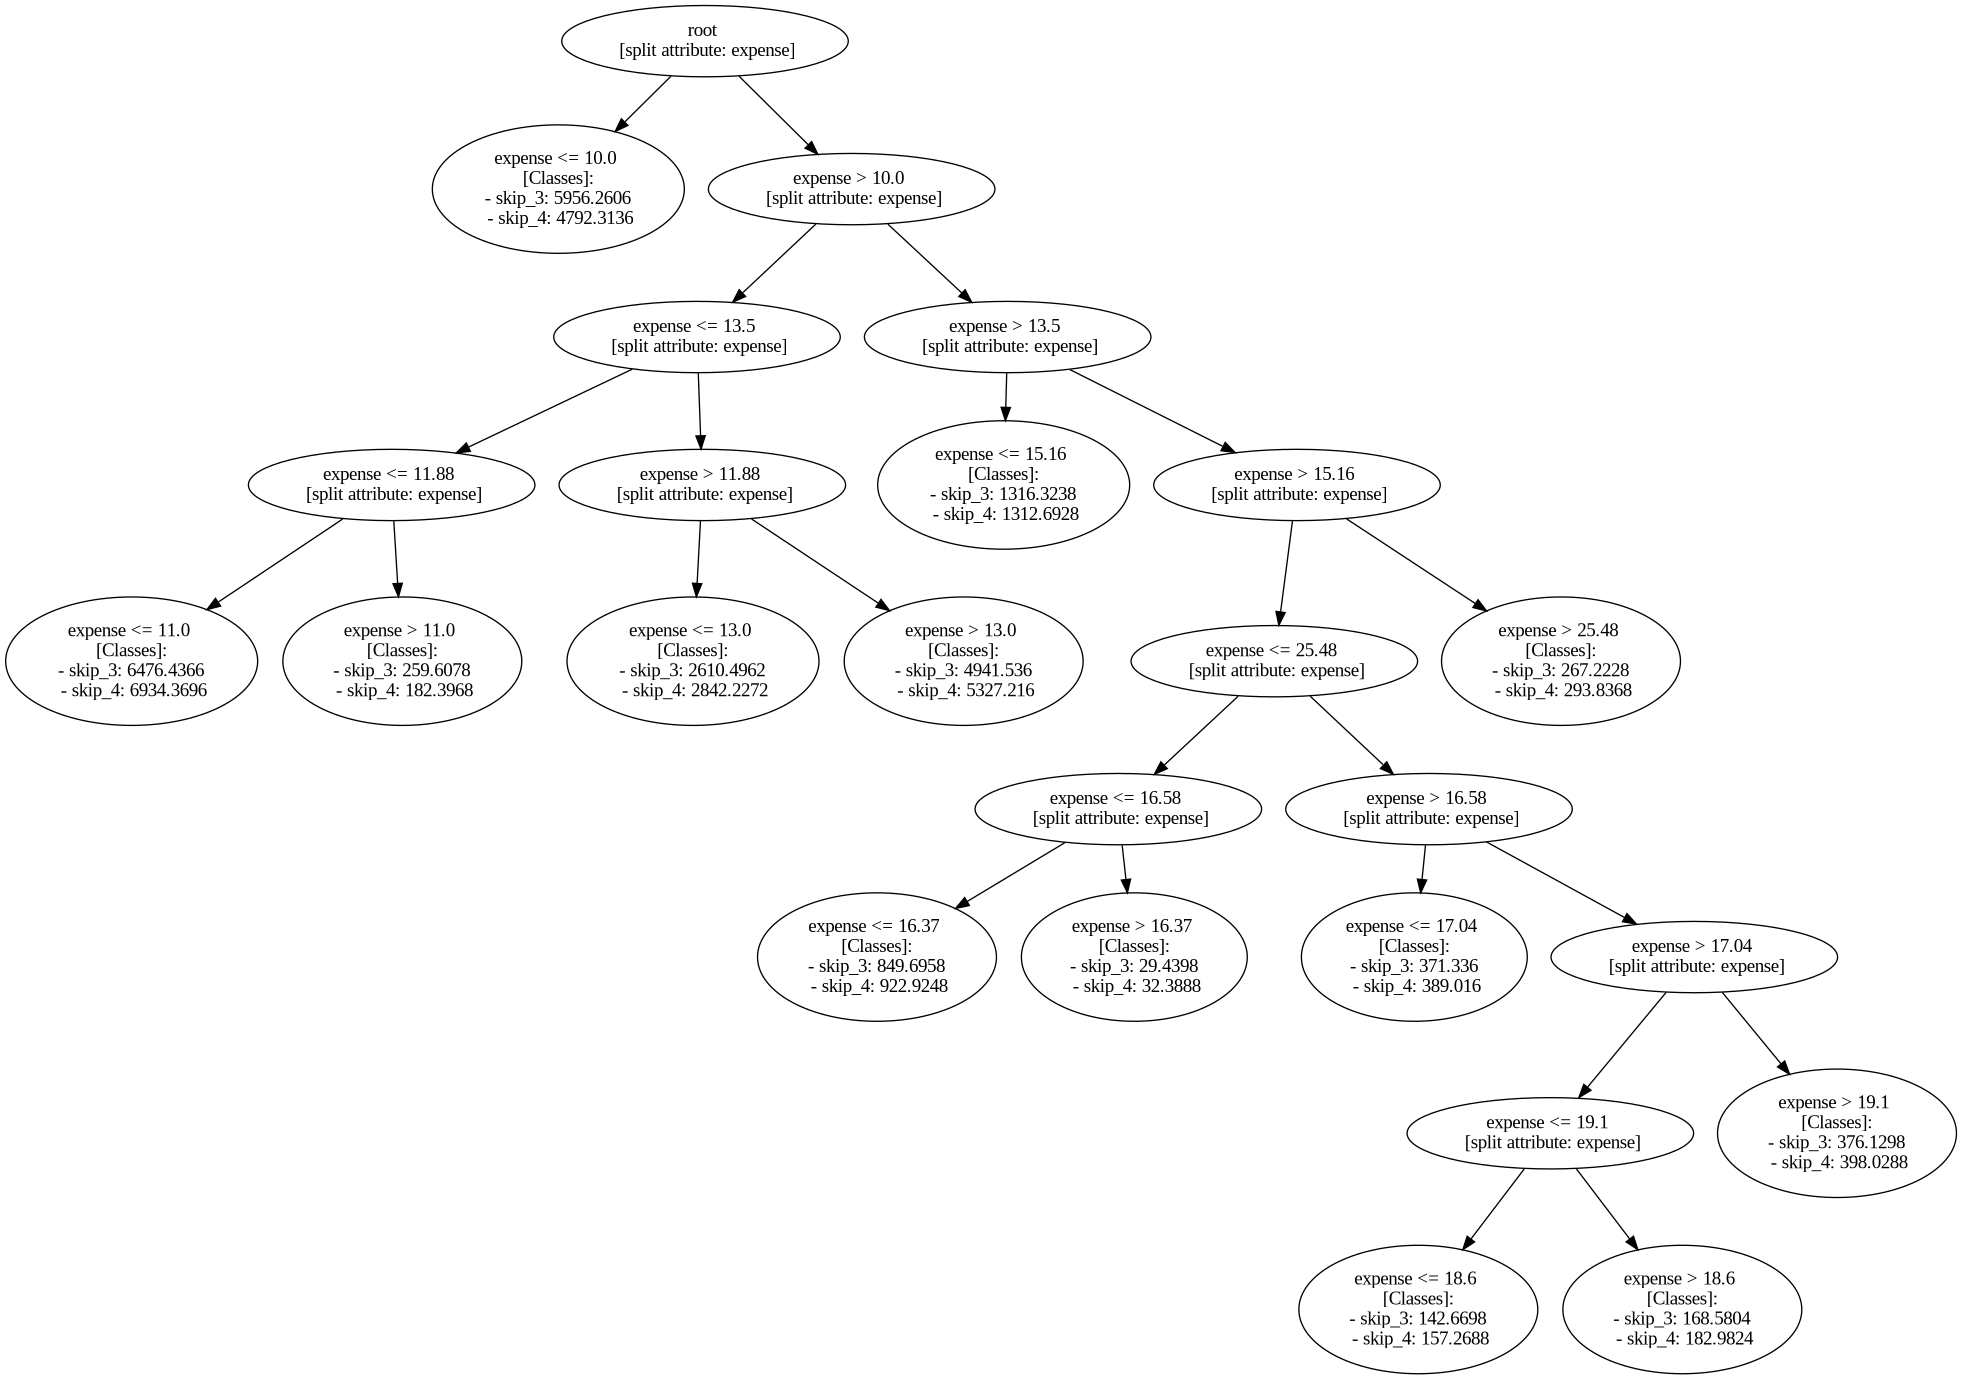 root
[split attribute: expense]
expense <= 10.0
[Classes]:
- skip_3: 5956.2606
- skip_4: 4792.3136
expense > 10.0
[split attribute: expense]
expense <= 13.5
[split attribute: expense]
expense > 13.5
[split attribute: expense]
expense <= 11.88
[split attribute: expense]
expense > 11.88
[split attribute: expense]
expense <= 15.16
[Classes]:
- skip_3: 1316.3238
- skip_4: 1312.6928
expense > 15.16
[split attribute: expense]
expense <= 11.0
[Classes]:
- skip_3: 6476.4366
- skip_4: 6934.3696
expense > 11.0
[Classes]:
- skip_3: 259.6078
- skip_4: 182.3968
expense <= 13.0
[Classes]:
- skip_3: 2610.4962
- skip_4: 2842.2272
expense > 13.0
[Classes]:
- skip_3: 4941.536
- skip_4: 5327.216
expense <= 25.48
[split attribute: expense]
expense > 25.48
[Classes]:
- skip_3: 267.2228
- skip_4: 293.8368
expense <= 16.58
[split attribute: expense]
expense > 16.58
[split attribute: expense]
expense <= 16.37
[Classes]:
- skip_3: 849.6958
- skip_4: 922.9248
expense > 16.37
[Classes]:
- skip_3: 29.4398
- skip_4: 32.3888
expense <= 17.04
[Classes]:
- skip_3: 371.336
- skip_4: 389.016
expense > 17.04
[split attribute: expense]
expense <= 19.1
[split attribute: expense]
expense > 19.1
[Classes]:
- skip_3: 376.1298
- skip_4: 398.0288
expense <= 18.6
[Classes]:
- skip_3: 142.6698
- skip_4: 157.2688
expense > 18.6
[Classes]:
- skip_3: 168.5804
- skip_4: 182.9824